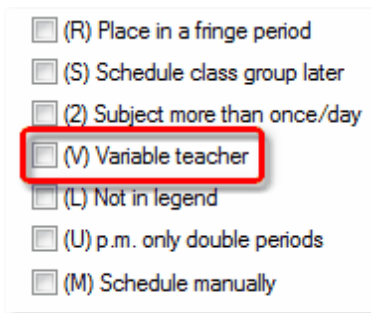 (R) Place in a fringe period
(S) Schedule class group later
(2) Subject more than once/day
(V) Variable teacher
(L) Not in legend
(U) p.m. only double periods
(M) Schedule manually